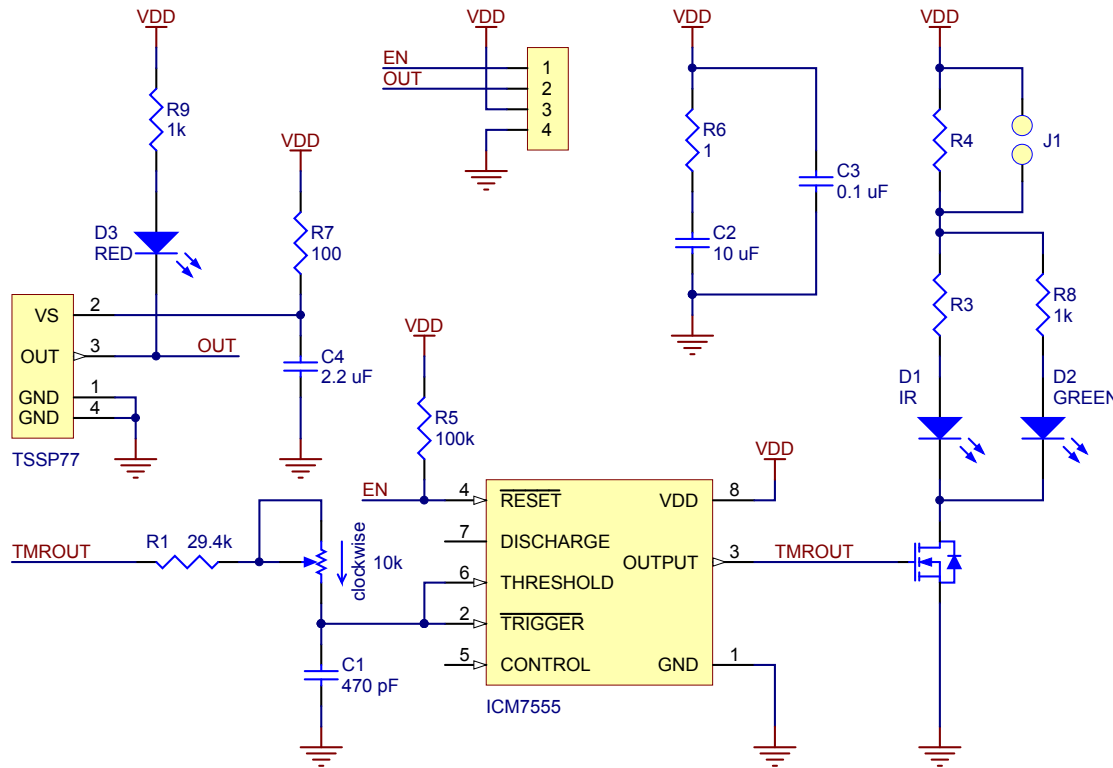 VDD
R9
1k
D3
RED
VDD
R7
100
VS
2
OUT
3
OUT
GND
1
GND
4
TSSP77
C4
2.2 uF
VDD
EN
1
OUT
2
3
4
VDD
R6
1
C2
10 uF
C3
0.1 uF
VDD
R4
J1
R3
R8
1k
D1
IR
D2
GREEN
VDD
R5
100k
EN
4
RESET
7
DISCHARGE
6
THRESHOLD
2
TRIGGER
5
CONTROL
VDD
8
VDD
OUTPUT
3
TMROUT
GND
1
ICM7555
TMROUT
R1
29.4k
clockwise
10k
C1
470 pF